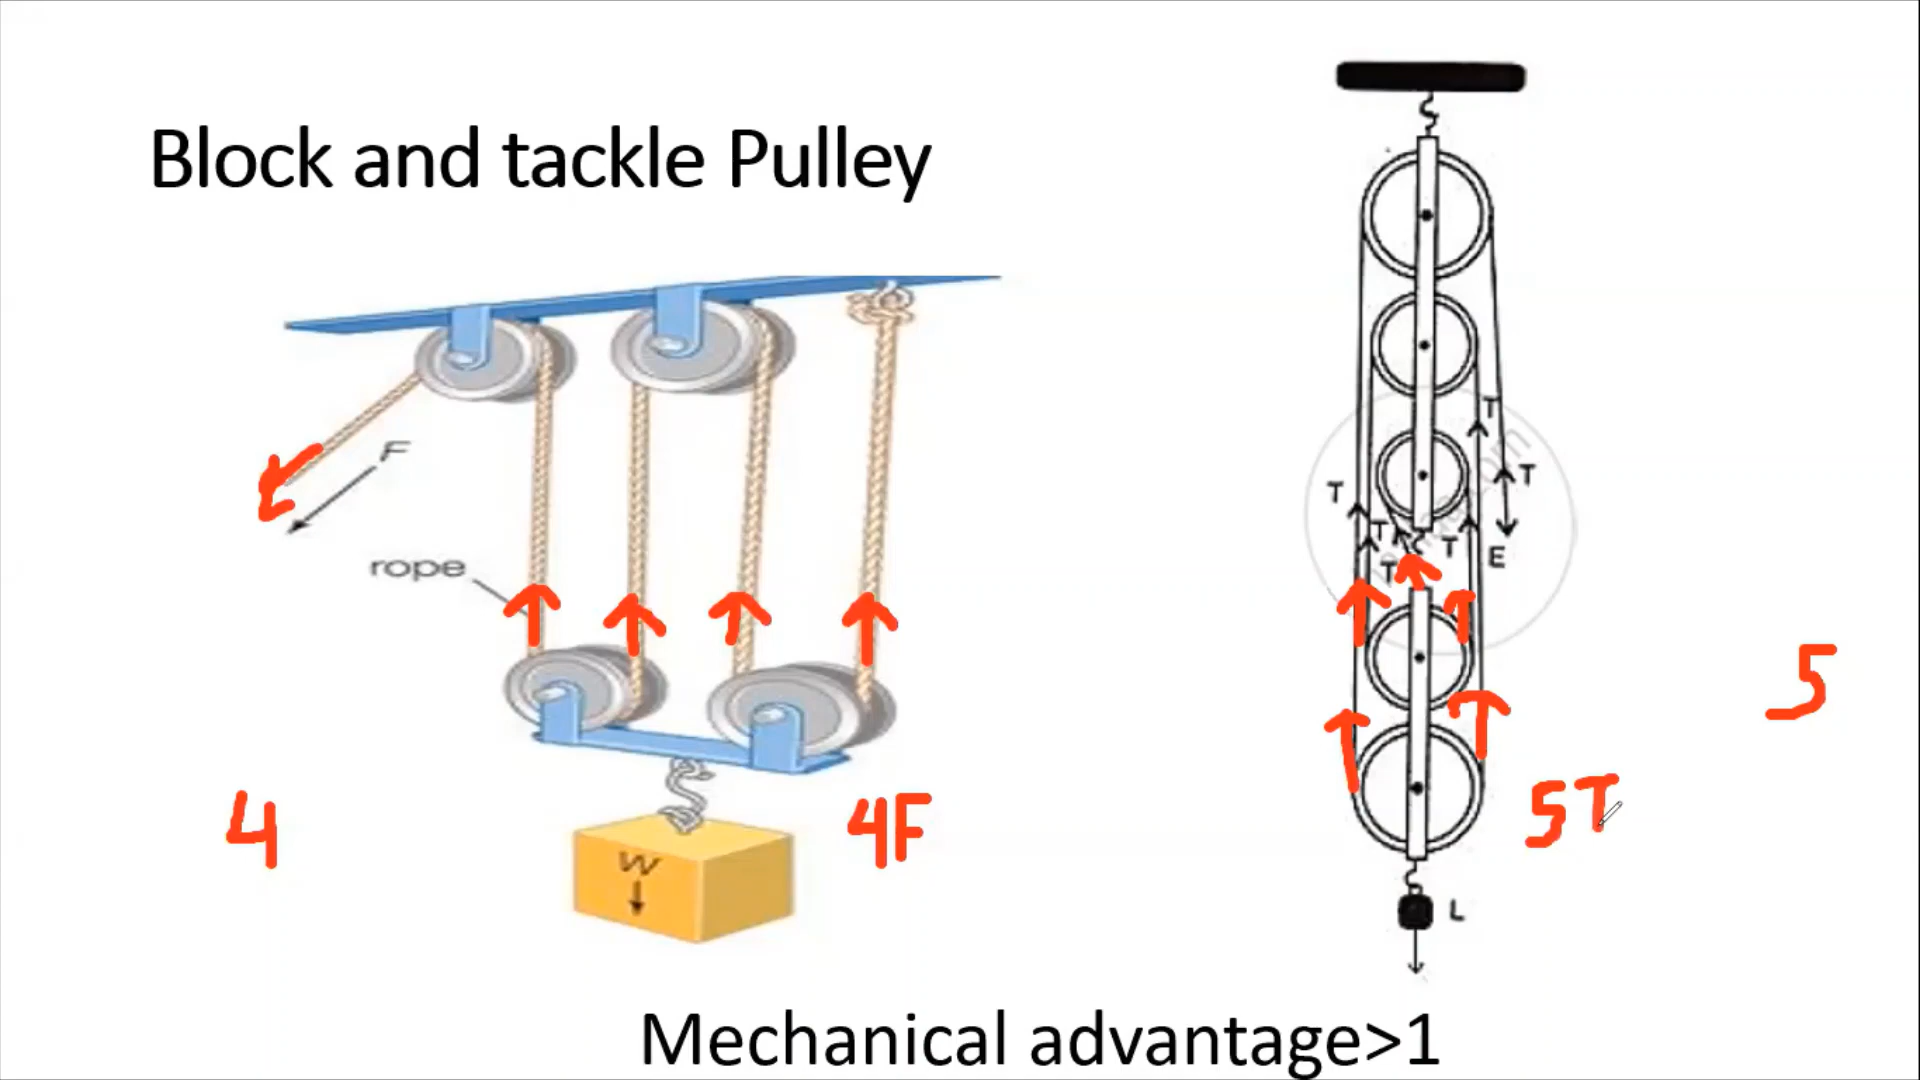 Block and tackle Pulley
F
rope
4
4F
W
T
T
T
T
T
T
E
5
5T
L
Mechanical advantage>1